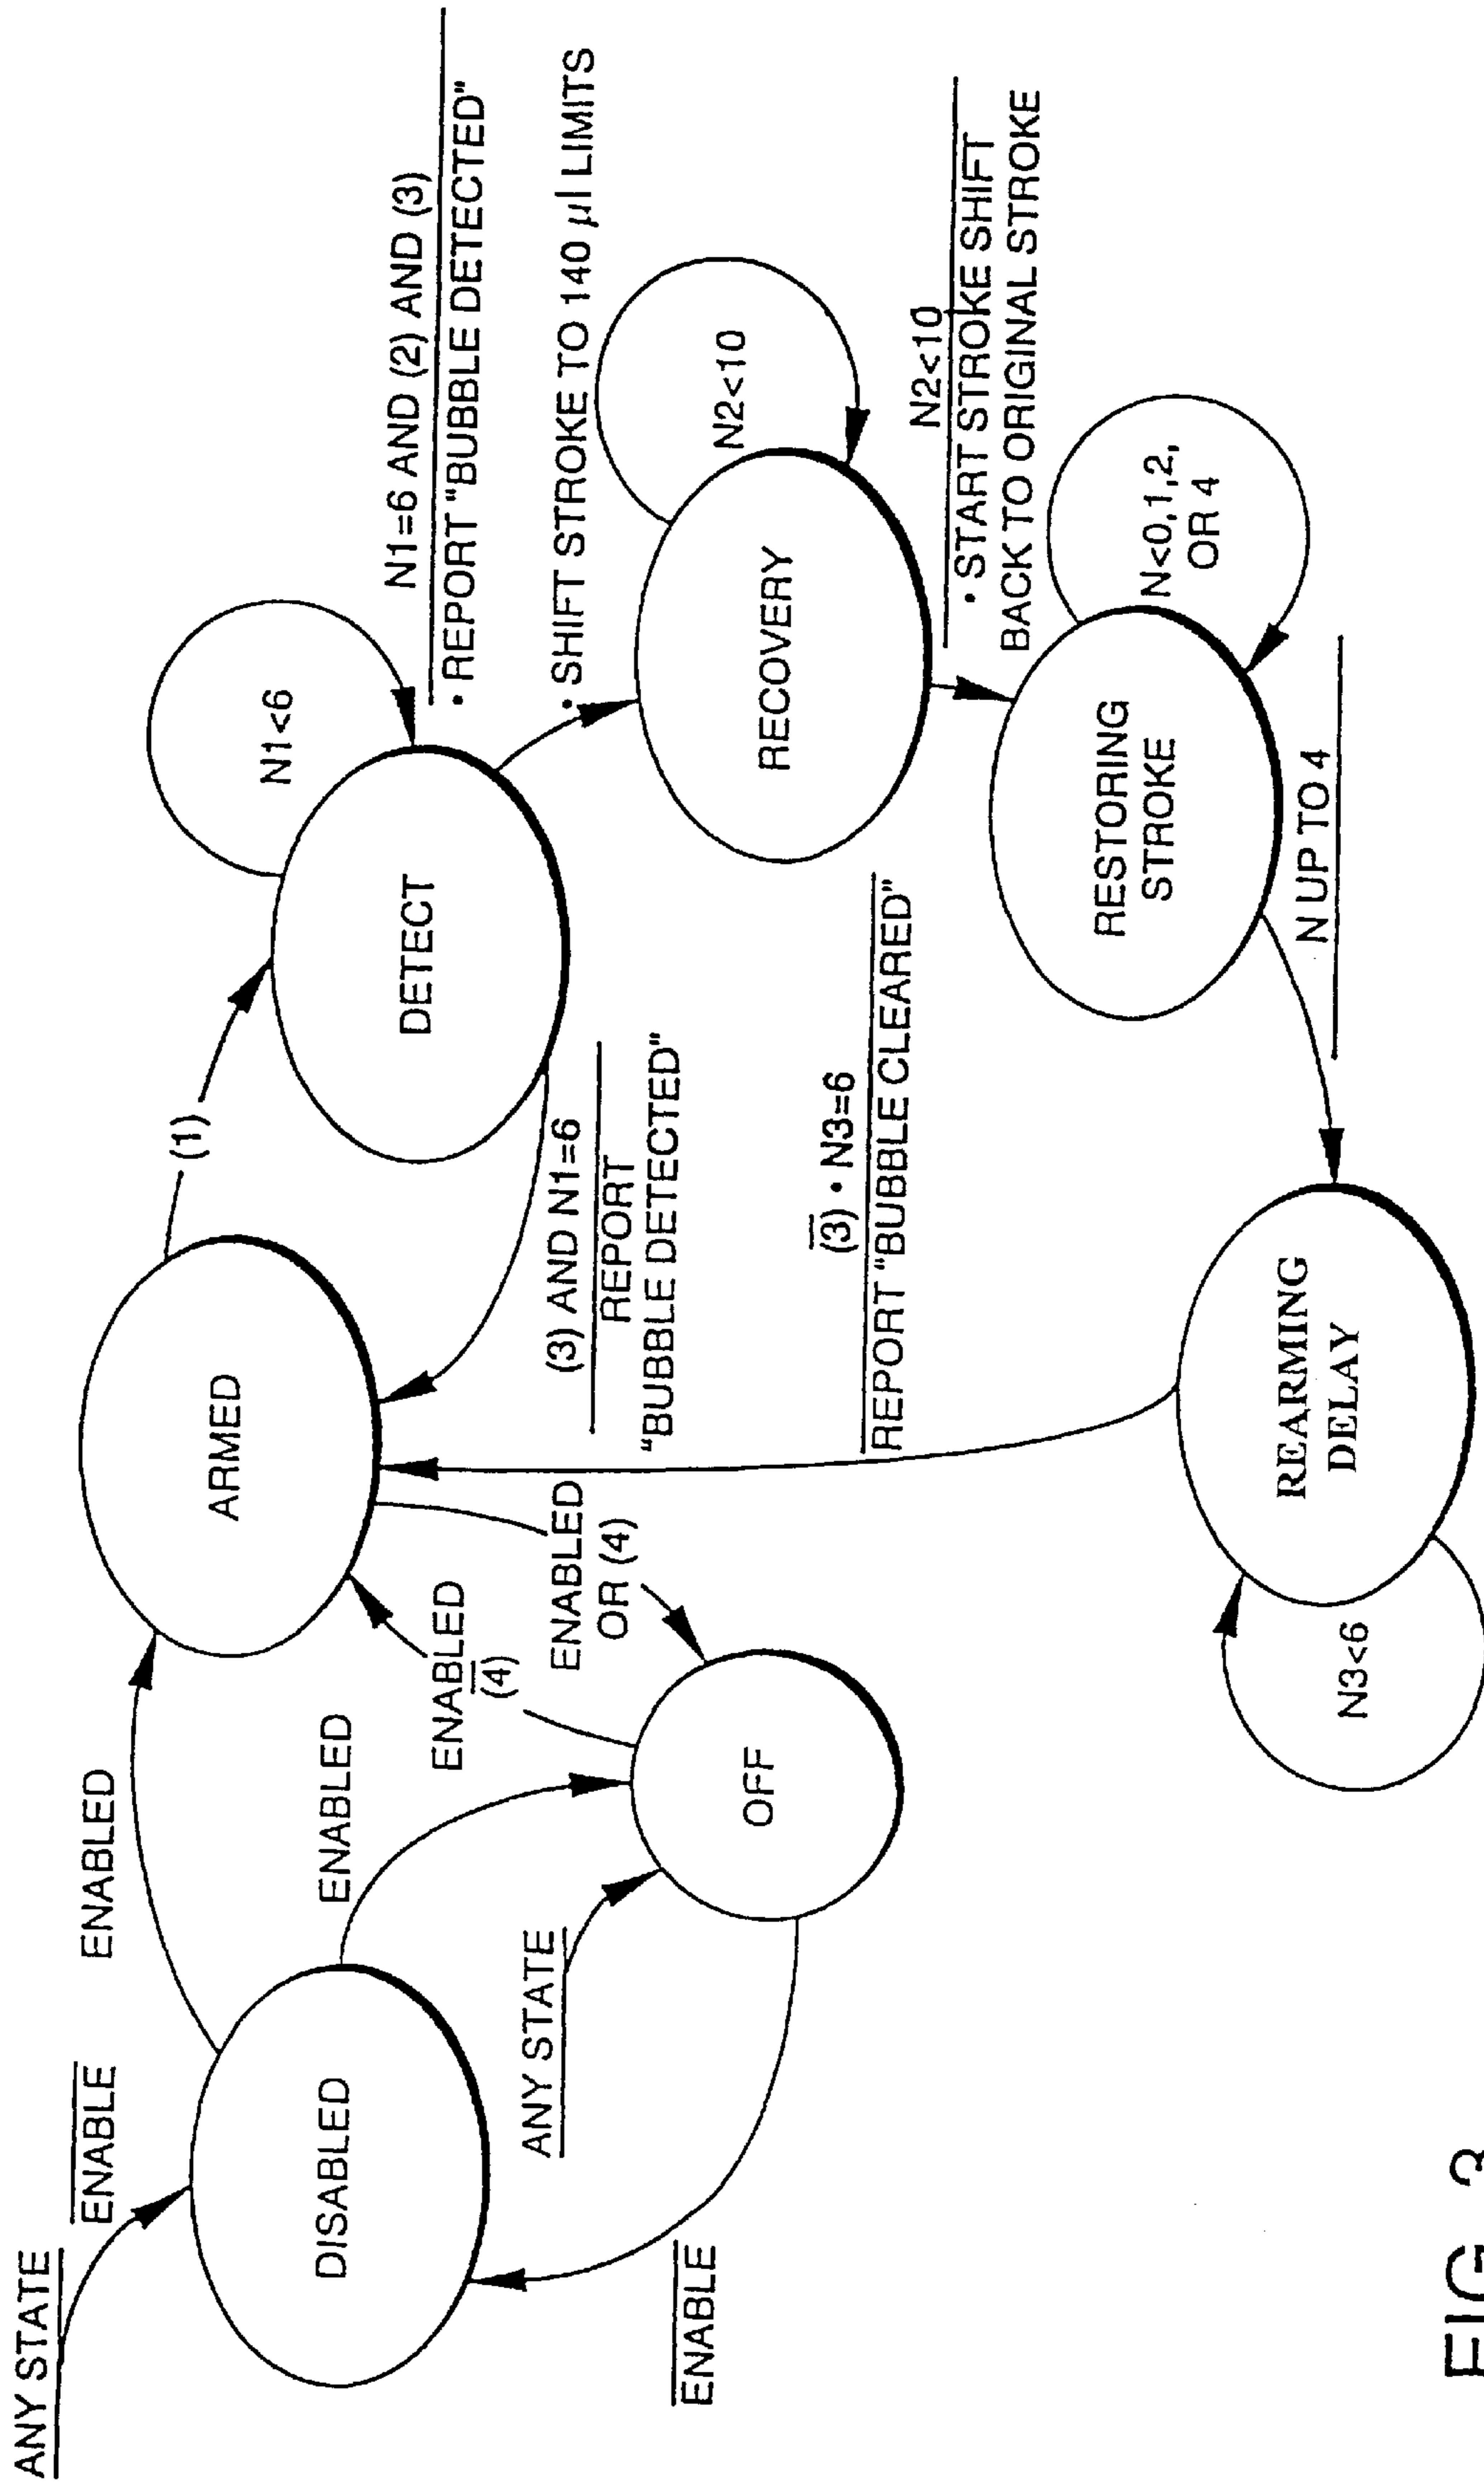 ANY STATE
ENABLE
ENABLED
DISABLED
ENABLED
ANY STATE
ENABLE
OFF
ENABLED
(4)
ENABLED
OR (4)
ARMED
(1)
DETECT
N1<6
(3) AND N1=6
REPORT
"BUBBLE DETECTED"
N1=6 AND (2) AND (3)
• REPORT "BUBBLE DETECTED"
• SHIFT STROKE TO 140 µl LIMITS
RECOVERY
N2<10
N2<10
• START STROKE SHIFT
BACK TO ORIGINAL STROKE
RESTORING
STROKE
N<0,1,2,
OR 4
N UP TO 4
(3) • N3=6
REPORT "BUBBLE CLEARED"
REARMING
DELAY
N3<6
FIG. 3